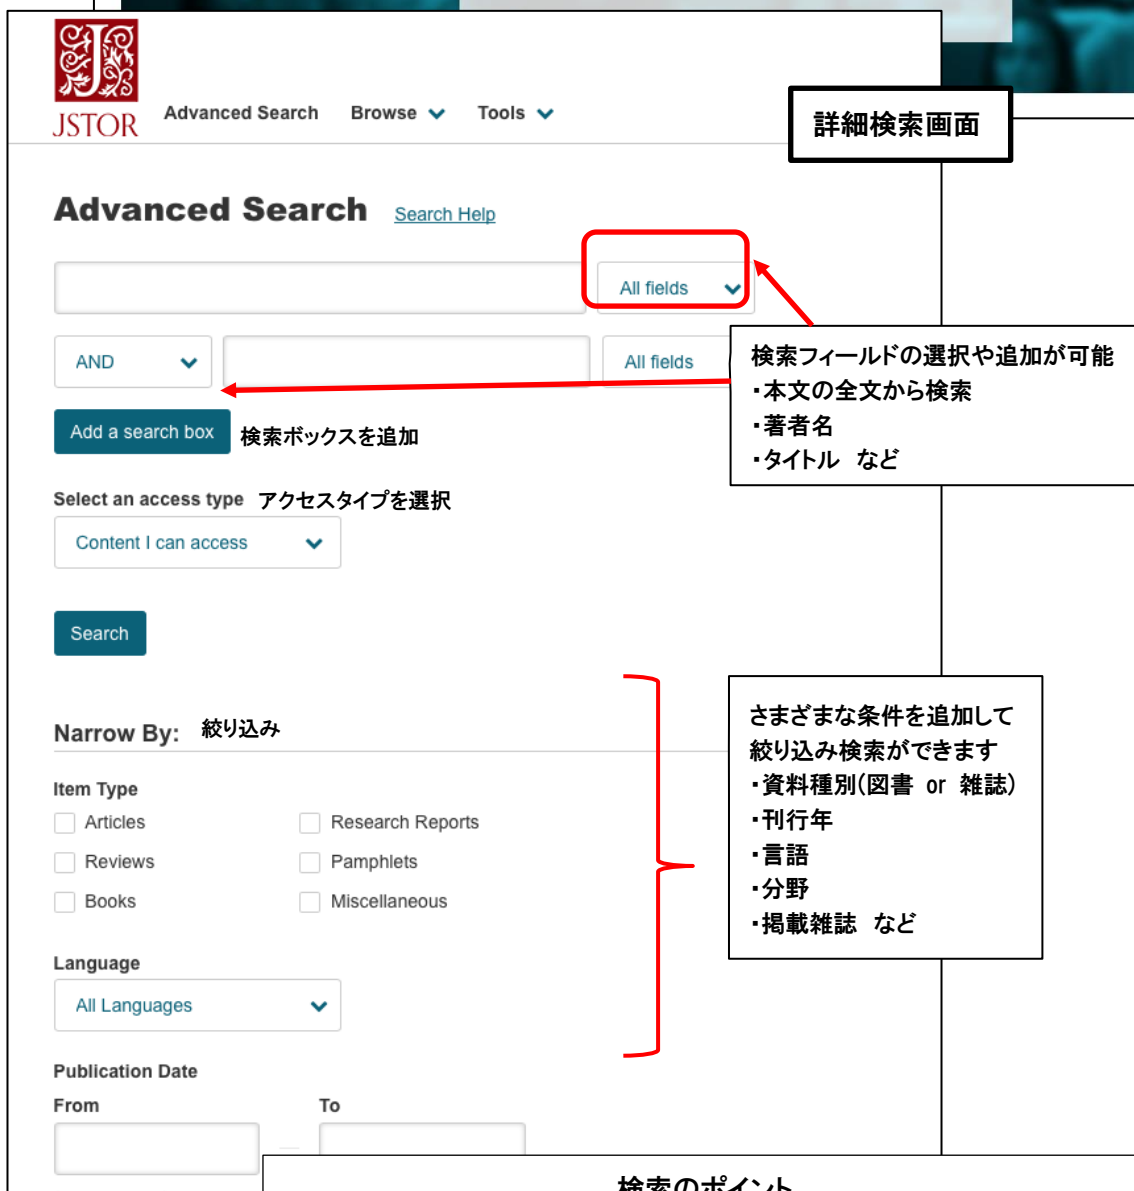 JSTOR
Advanced Search Browse Tools
詳細検索画面
Advanced Search Search Help
All fields
AND All fields
検索フィールドの選択や追加が可能
・本文の全文から検索
・著者名
・タイトル など
Add a search box 検索ボックスを追加
Select an access type アクセスタイプを選択
Content I can access
Search
Narrow By: 絞り込み
さまざまな条件を追加して
絞り込み検索ができます
・資料種別(図書 or 雑誌)
・刊行年
・言語
・分野
・掲載雑誌 など
Item Type
Articles Research Reports
Reviews Pamphlets
Books Miscellaneous
Language
All Languages
Publication Date
From To
検索のポイント